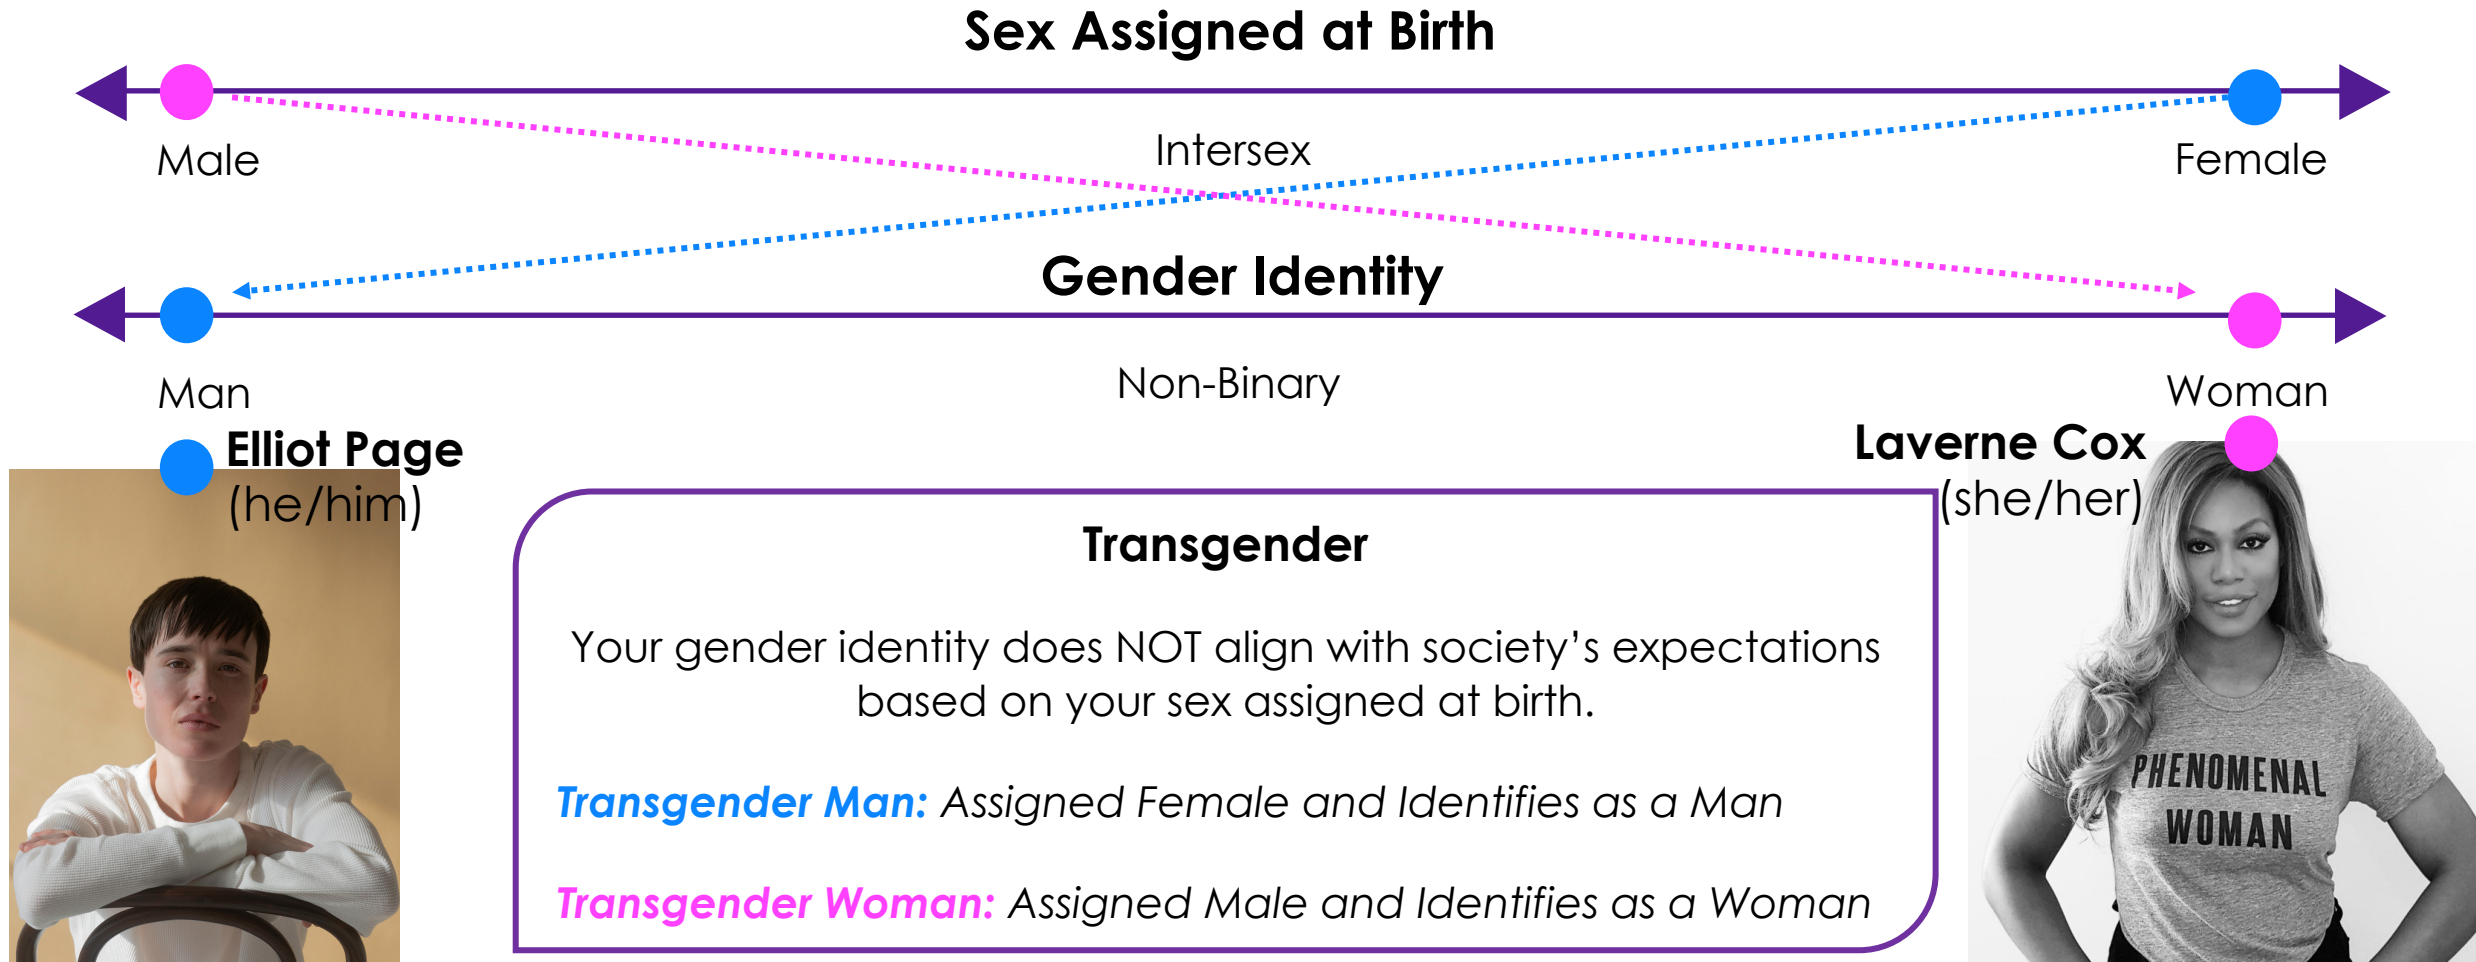 Sex Assigned at Birth
Male
Intersex
Female
Gender Identity
Man
Non-Binary
Woman
Elliot Page
(he/him)
Laverne Cox
(she/her)
Transgender
Your gender identity does NOT align with society’s expectations
based on your sex assigned at birth.
Transgender Man: Assigned Female and Identifies as a Man
Transgender Woman: Assigned Male and Identifies as a Woman
PHENOMENAL
WOMAN